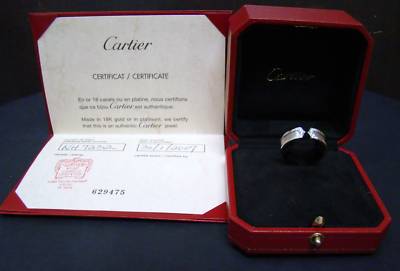 Cartier
CERTIFICAT / CERTIFICATE
En or 18 carats ou en platine, nous certifions
que ce bijou Cartier est authentique.
Made in 18K gold or in platinum, we certify
that this is an authentic Cartier jewel.
629475
Cartier